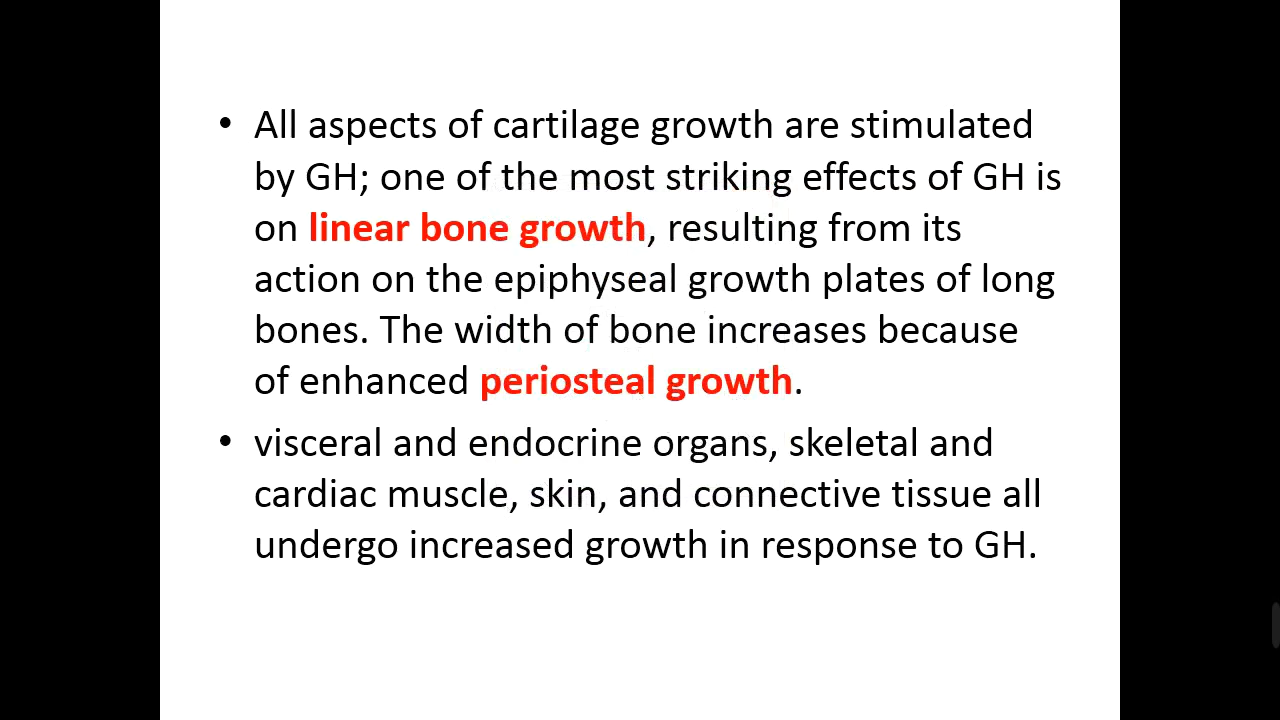 • All aspects of cartilage growth are stimulated
by GH; one of the most striking effects of GH is
on linear bone growth, resulting from its
action on the epiphyseal growth plates of long
bones. The width of bone increases because
of enhanced periosteal growth.
• visceral and endocrine organs, skeletal and
cardiac muscle, skin, and connective tissue all
undergo increased growth in response to GH.